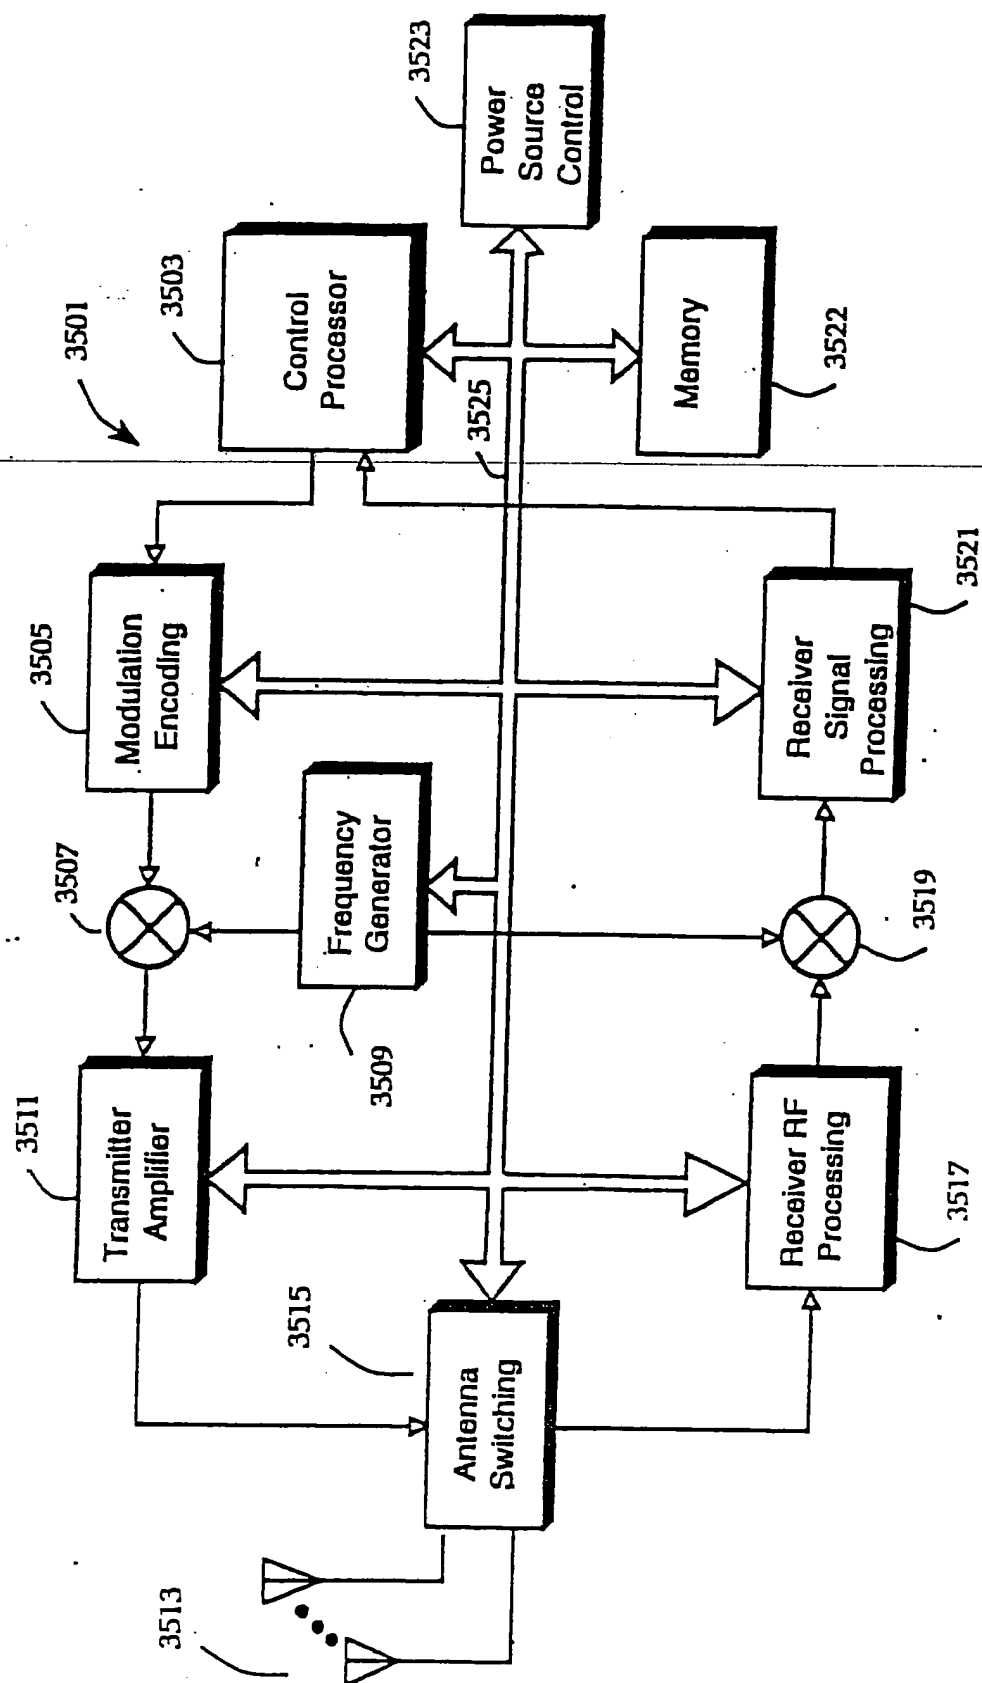 3501
3523
Power
Source
Control
3503
Control
Processor
3525
3522
Memory
3505
Modulation
Encoding
3507
Frequency
Generator
3509
3521
Receiver
Signal
Processing
3519
3511
Transmitter
Amplifier
3515
Antenna
Switching
3517
Receiver RF
Processing
3513